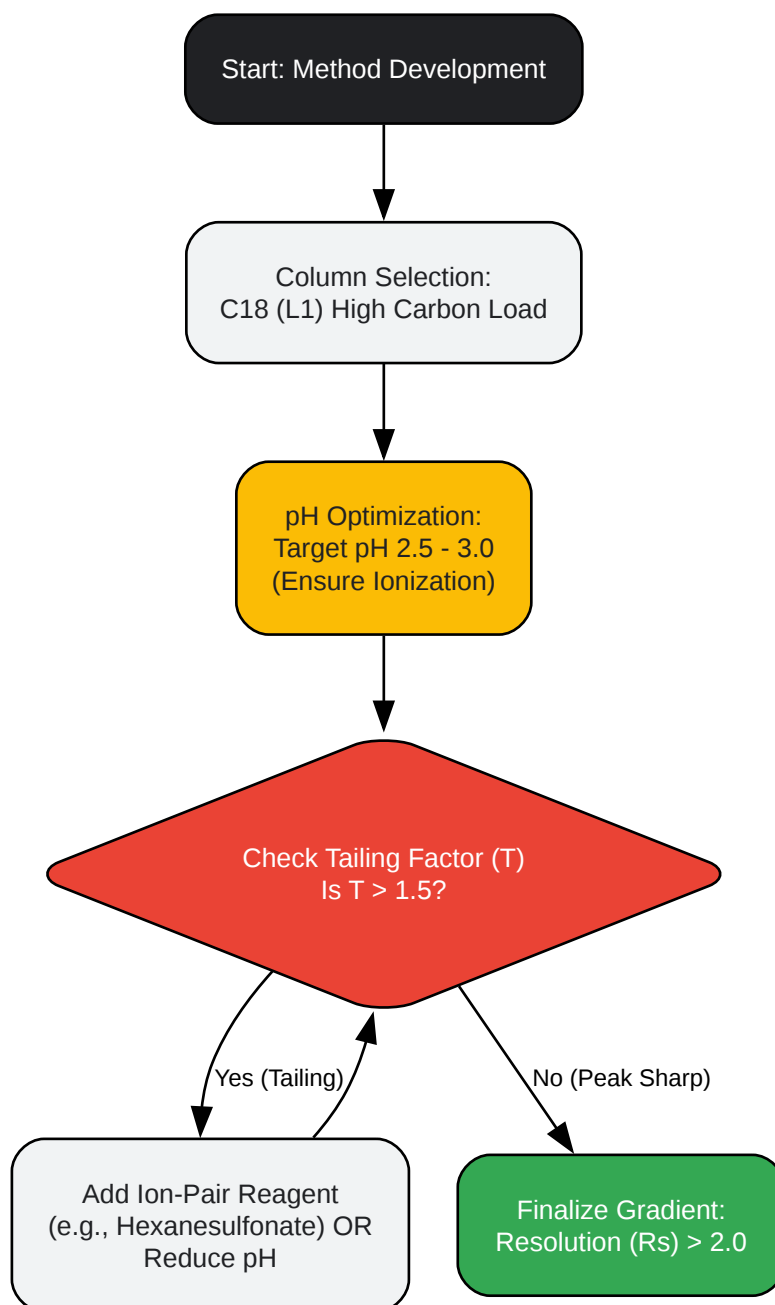 Start: Method Development
Column Selection:
C18 (L1) High Carbon Load
pH Optimization:
Target pH 2.5 - 3.0
(Ensure Ionization)
Check Tailing Factor (T)
Is T > 1.5?
Yes (Tailing)
No (Peak Sharp)
Add Ion-Pair Reagent
(e.g., Hexanesulfonate) OR
Reduce pH
Finalize Gradient:
Resolution (Rs) > 2.0